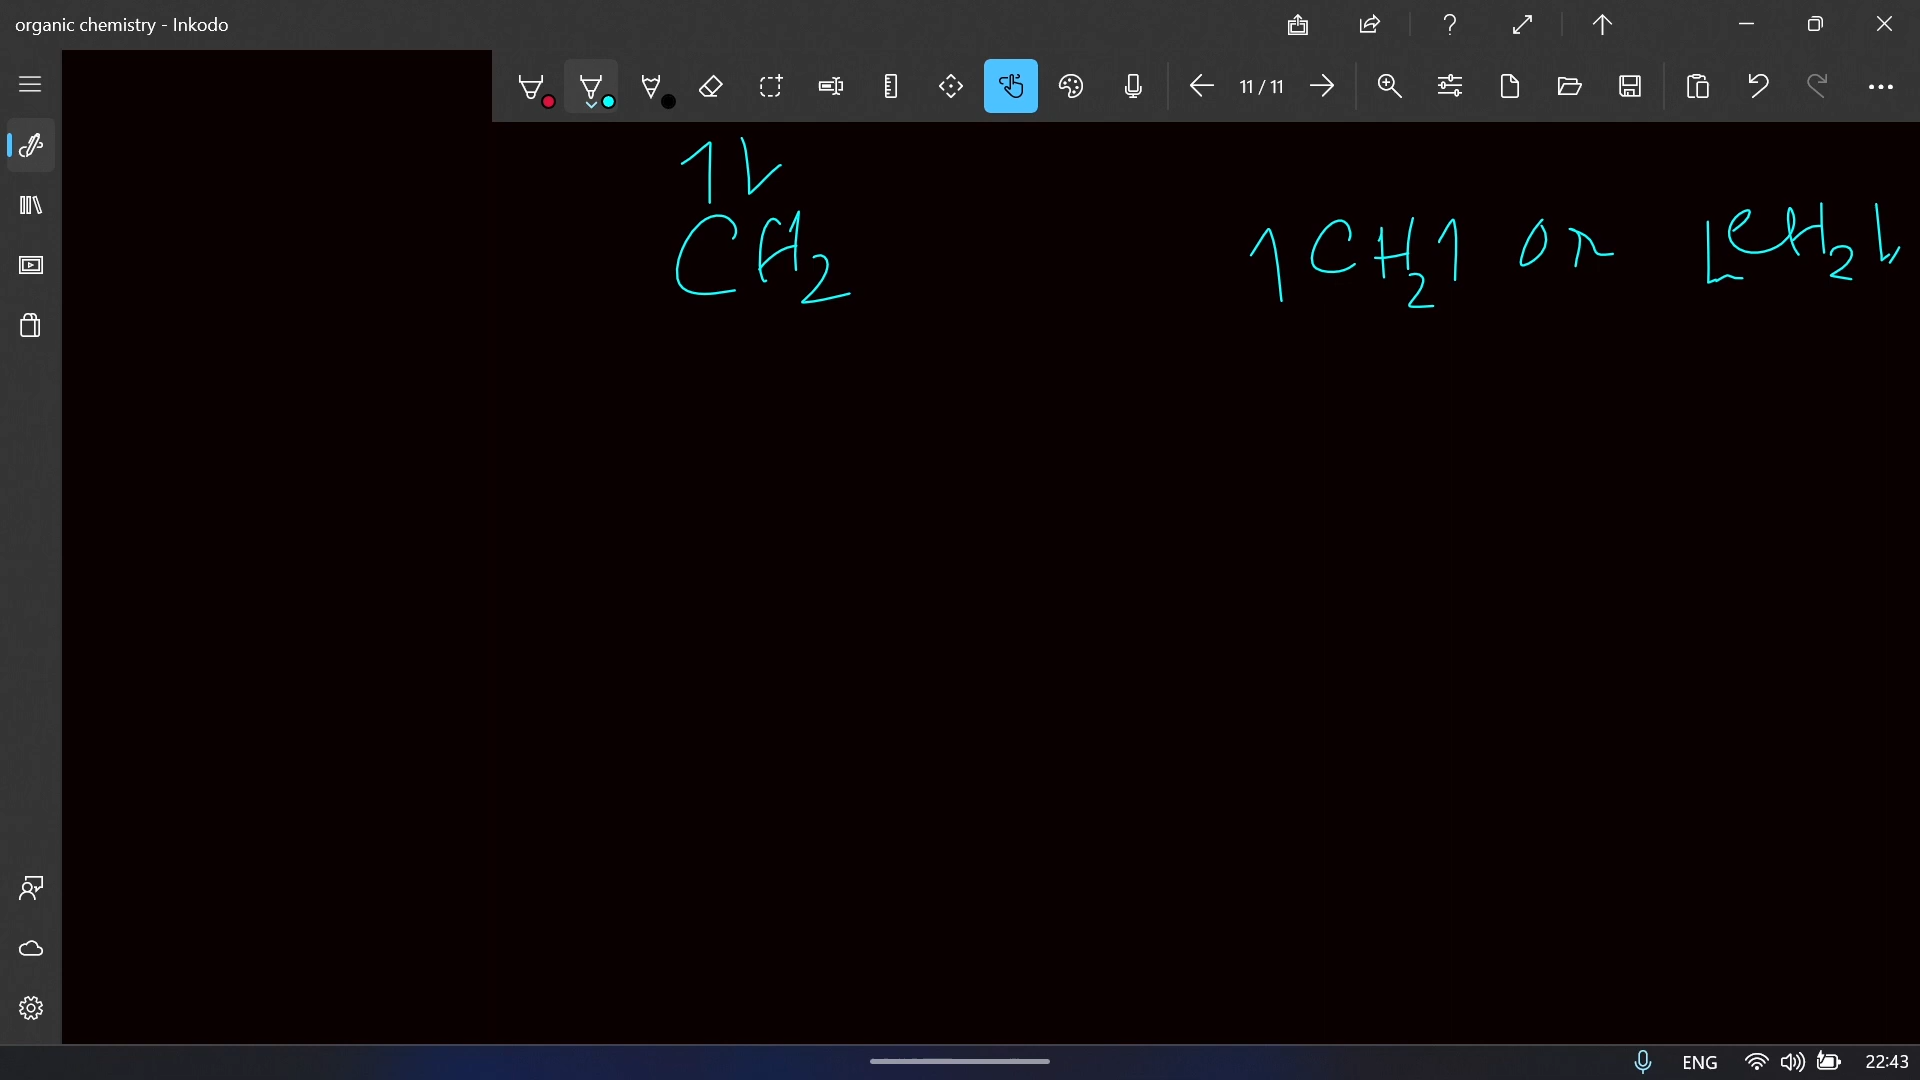 organic chemistry - Inkodo
11 / 11
↑↓
CH₂
↑CH₂↑ or ↓CH₂↓
ENG
22:43